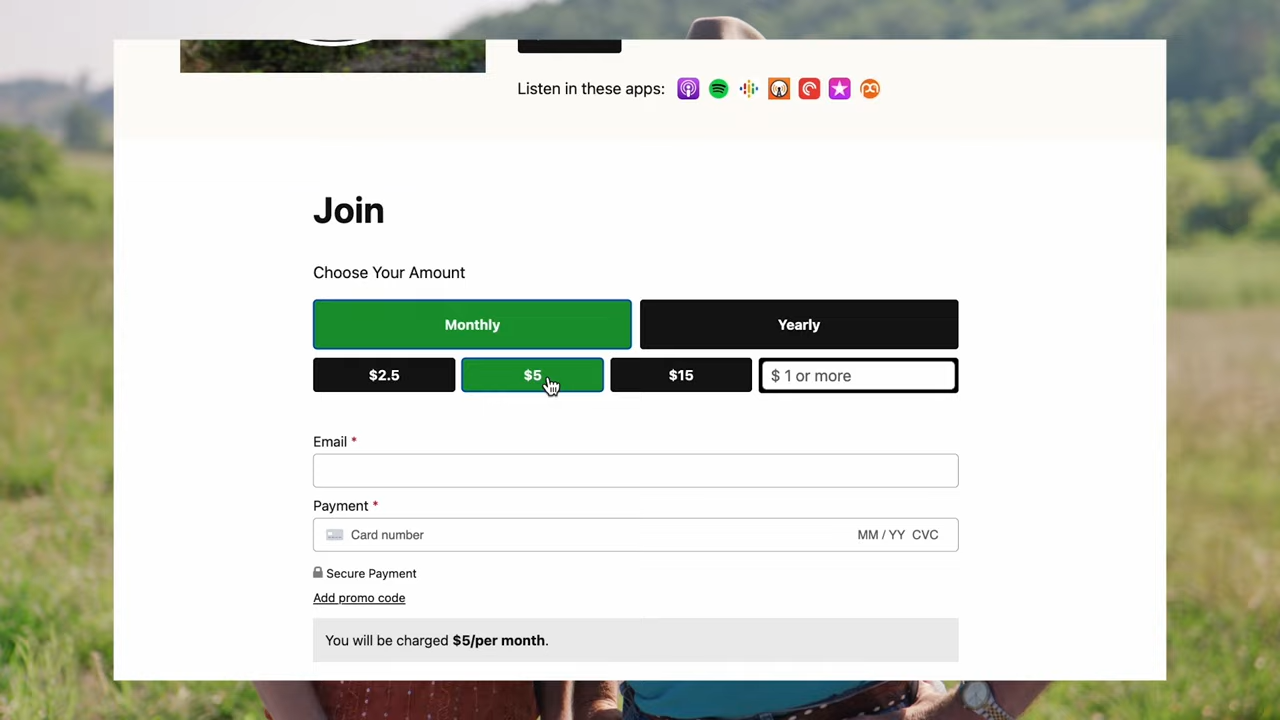 Listen in these apps:
Join
Choose Your Amount
Monthly Yearly
$2.5 $5 $15 $ 1 or more
Email *
Payment *
Card number MM / YY CVC
Secure Payment
Add promo code
You will be charged $5/per month.